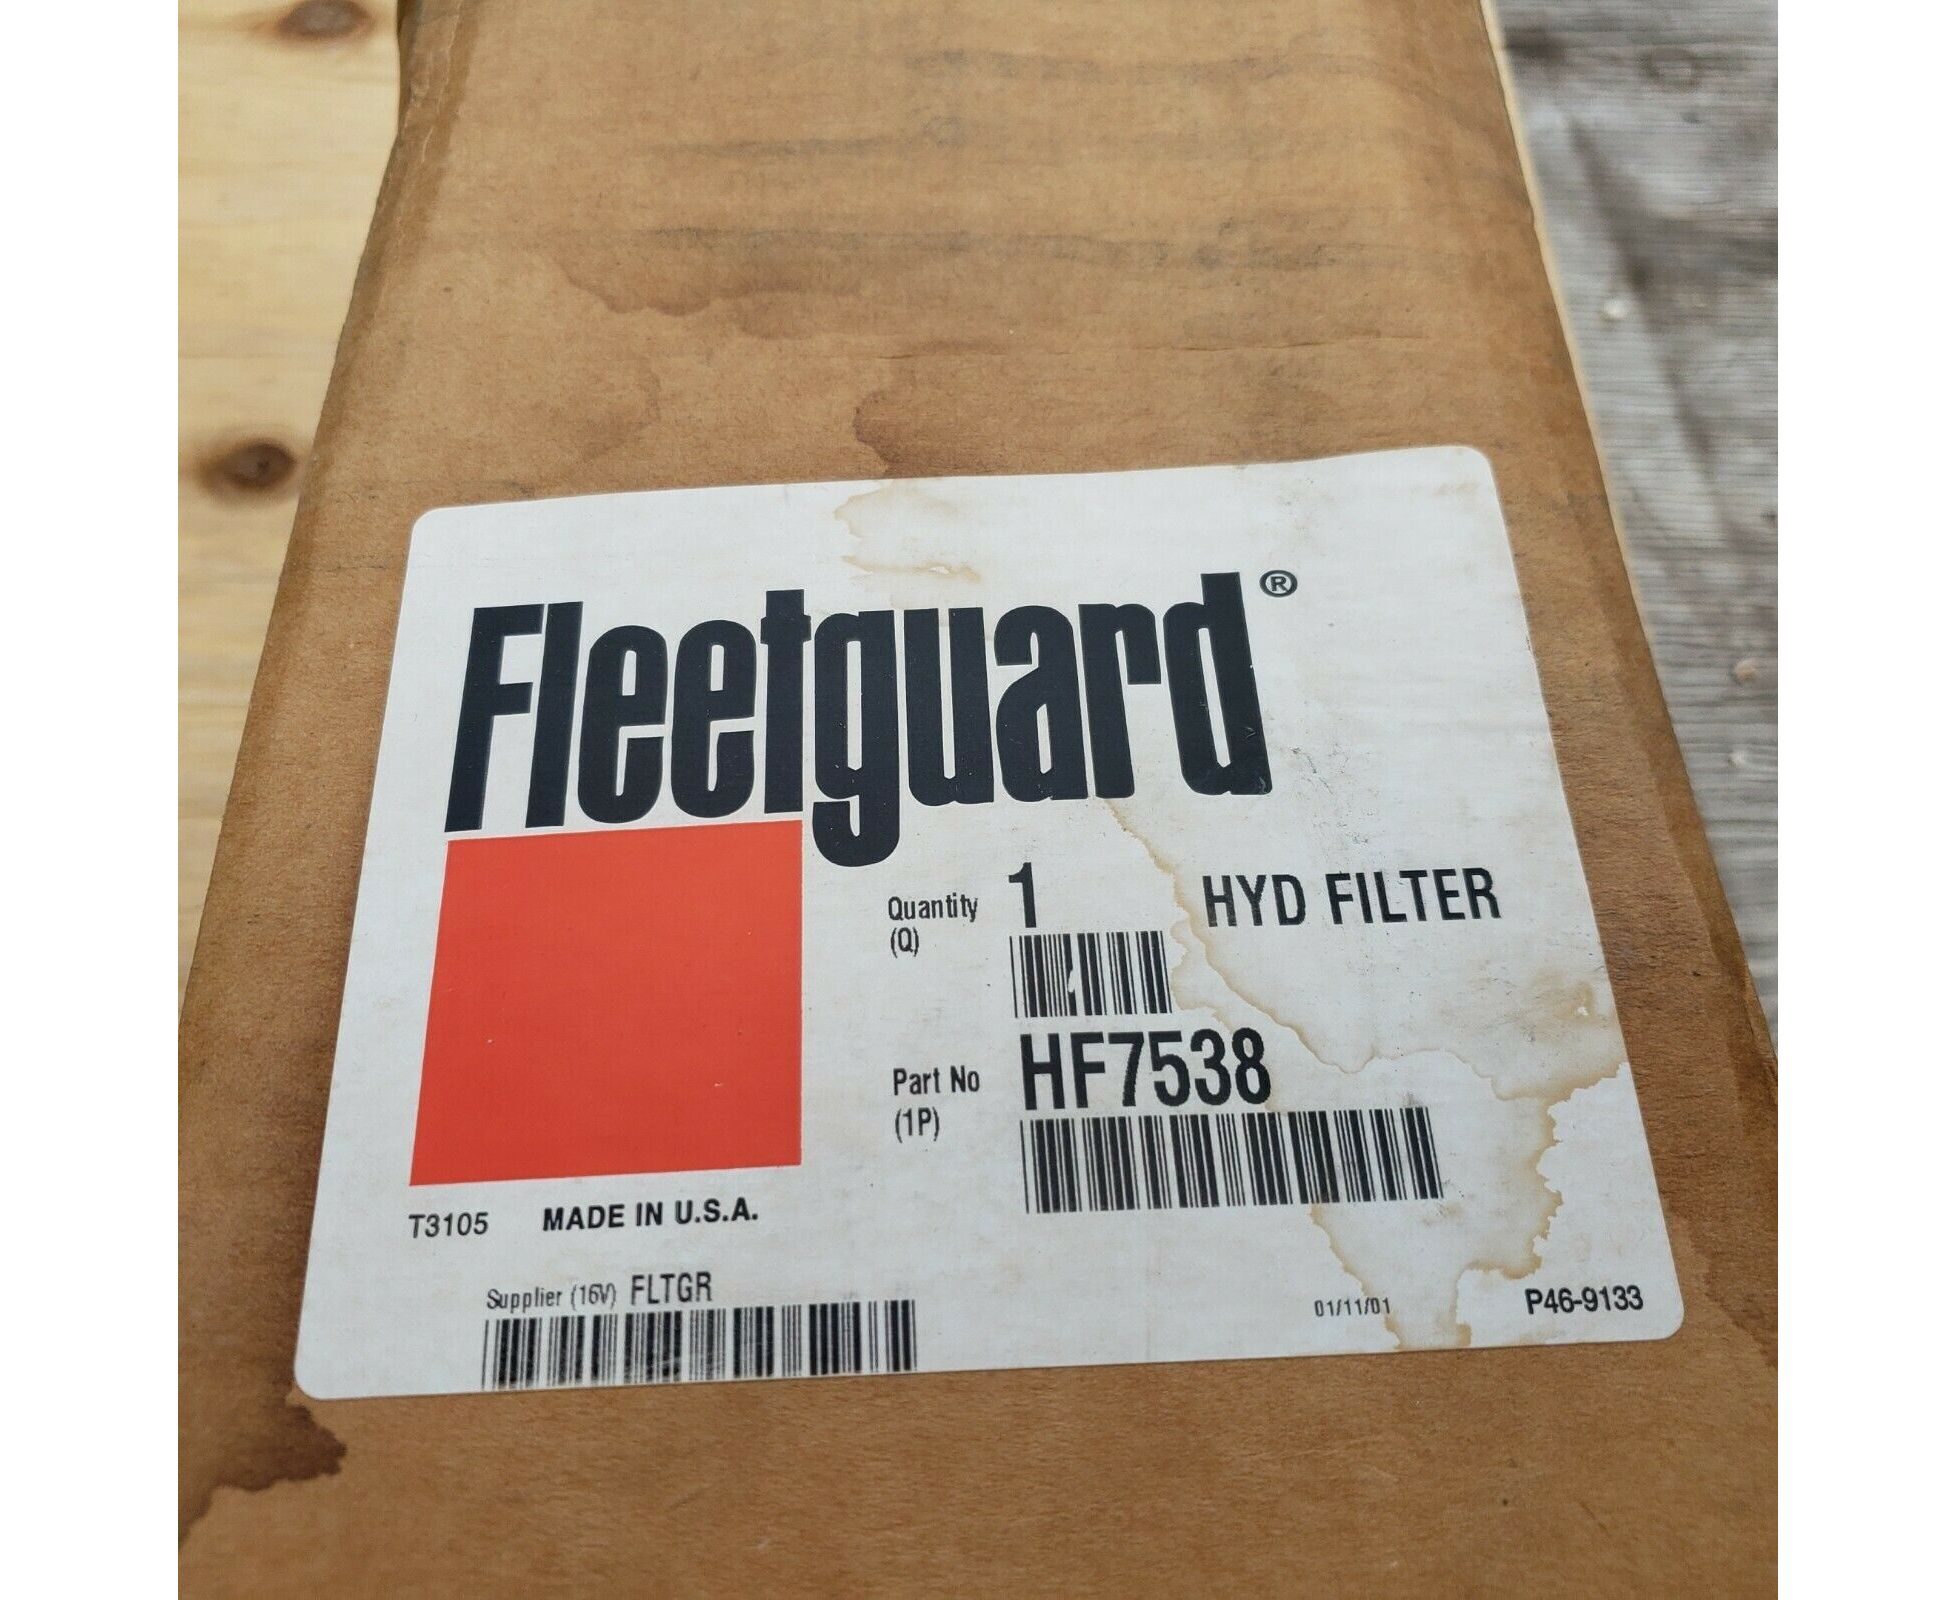 Fleetguard®
Quantity 1 HYD FILTER
(Q)
Part No HF7538
(1P)
T3105 MADE IN U.S.A.
Supplier (16V) FLTGR
01/11/01 P46-9133